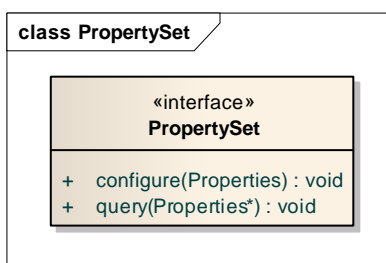 class PropertySet
«interface»
PropertySet
+ configure(Properties) : void
+ query(Properties*) : void